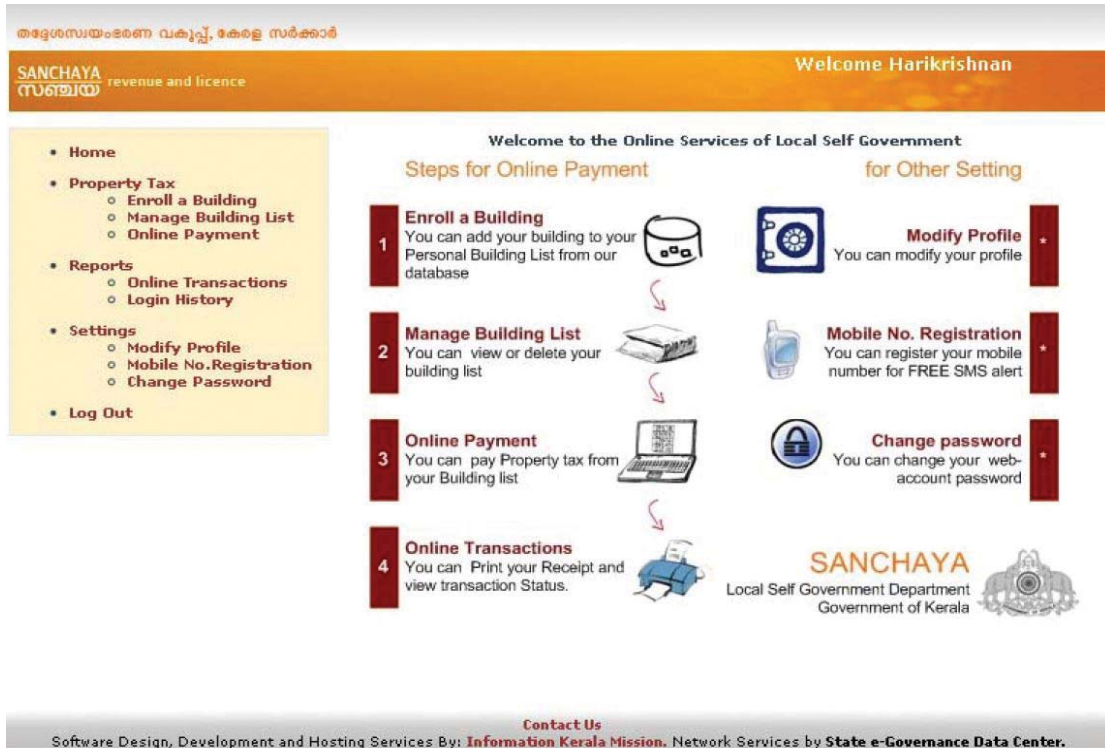 തദ്ദേശസ്വയംഭരണ വകുപ്പ്, കേരള സർക്കാർ
Welcome Harikrishnan
SANCHAYA
സഞ്ചയ
revenue and licence
Home
Property Tax
Enroll a Building
Manage Building List
Online Payment
Reports
Online Transactions
Login History
Settings
Modify Profile
Mobile No.Registration
Change Password
Log Out
Welcome to the Online Services of Local Self Government
Steps for Online Payment
1
Enroll a Building
You can add your building to your
Personal Building List from our
database
2
Manage Building List
You can view or delete your
building list
3
Online Payment
You can pay Property tax from
your Building list
4
Online Transactions
You can Print your Receipt and
view transaction Status.
for Other Setting
Modify Profile
You can modify your profile
*
Mobile No. Registration
You can register your mobile
number for FREE SMS alert
*
Change password
You can change your web-
account password
*
SANCHAYA
Local Self Government Department
Government of Kerala
Contact Us
Software Design, Development and Hosting Services By: Information Kerala Mission. Network Services by State e-Governance Data Center.